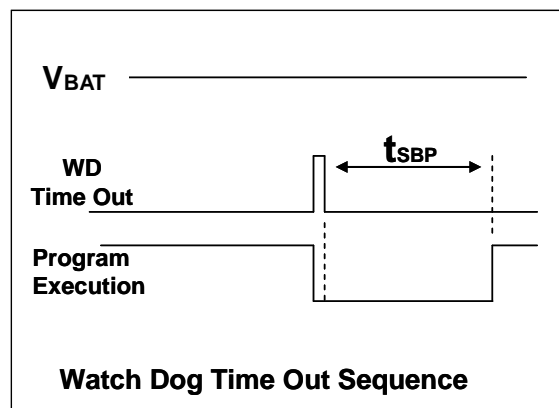 VBAT
WD
Time Out
tSBP
Program
Execution
Watch Dog Time Out Sequence